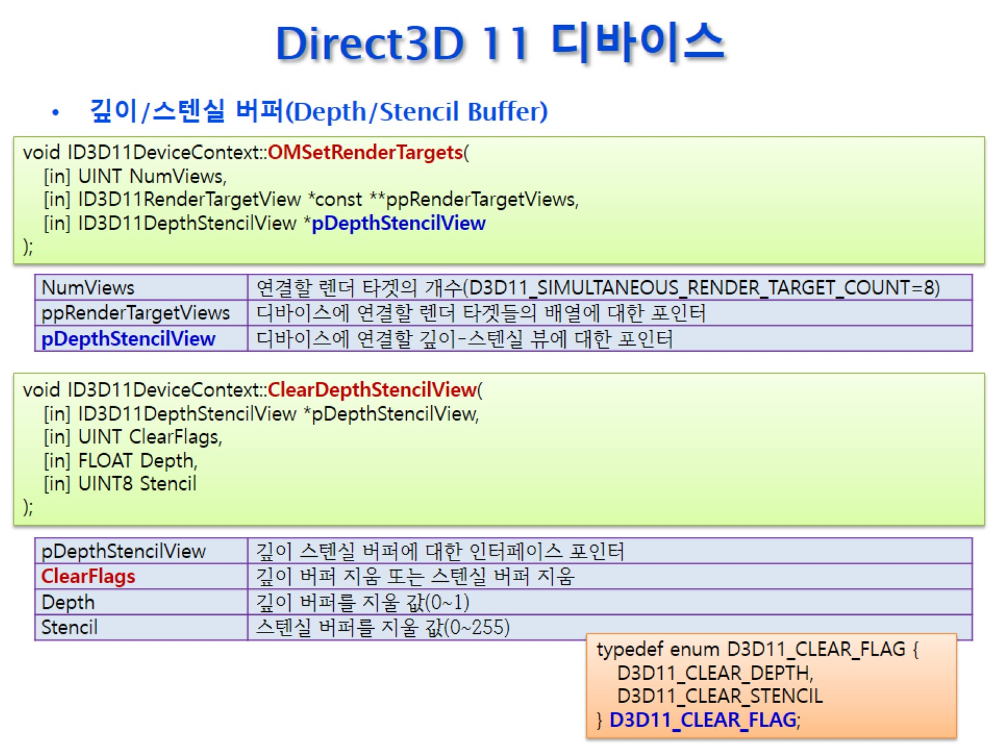 Direct3D 11 디바이스
• 깊이/스텐실 버퍼(Depth/Stencil Buffer)
void ID3D11DeviceContext::OMSetRenderTargets(
[in] UINT NumViews,
[in] ID3D11RenderTargetView *const **ppRenderTargetViews,
[in] ID3D11DepthStencilView *pDepthStencilView
);
NumViews 연결할 렌더 타겟의 개수(D3D11_SIMULTANEOUS_RENDER_TARGET_COUNT=8)
ppRenderTargetViews 디바이스에 연결할 렌더 타겟들의 배열에 대한 포인터
pDepthStencilView 디바이스에 연결할 깊이-스텐실 뷰에 대한 포인터
void ID3D11DeviceContext::ClearDepthStencilView(
[in] ID3D11DepthStencilView *pDepthStencilView,
[in] UINT ClearFlags,
[in] FLOAT Depth,
[in] UINT8 Stencil
);
pDepthStencilView 깊이 스텐실 버퍼에 대한 인터페이스 포인터
ClearFlags 깊이 버퍼 지움 또는 스텐실 버퍼 지움
Depth 깊이 버퍼를 지울 값(0~1)
Stencil 스텐실 버퍼를 지울 값(0~255)
typedef enum D3D11_CLEAR_FLAG {
D3D11_CLEAR_DEPTH,
D3D11_CLEAR_STENCIL
} D3D11_CLEAR_FLAG;